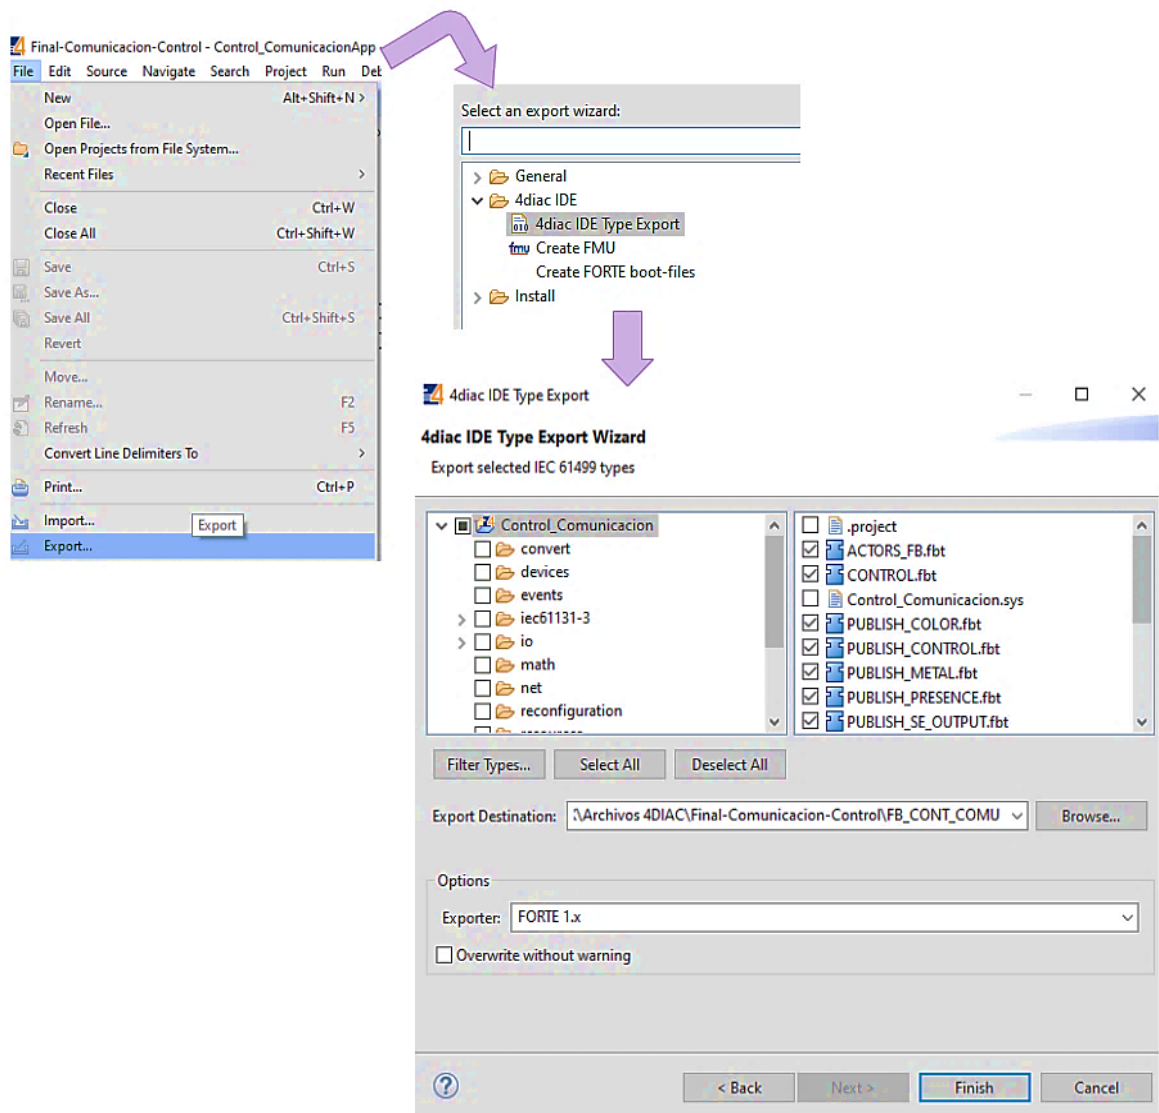 Final-Comunicacion-Control - Control_ComunicacionApp
File Edit Source Navigate Search Project Run Deb
New Alt+Shift+N >
Open File...
Open Projects from File System...
Recent Files >
Close Ctrl+W
Close All Ctrl+Shift+W
Save Ctrl+S
Save As...
Save All Ctrl+Shift+S
Revert
Move...
Rename... F2
Refresh F5
Convert Line Delimiters To >
Print... Ctrl+P
Import...
Export
Export...
Select an export wizard:
General
4diac IDE
010 4diac IDE Type Export
fmu Create FMU
Create FORTE boot-files
Install
4diac IDE Type Export
4diac IDE Type Export Wizard
Export selected IEC 61499 types
Control_Comunicacion
convert
devices
events
iec61131-3
io
math
net
reconfiguration
.project
ACTORS_FB.fbt
CONTROL.fbt
Control_Comunicacion.sys
PUBLISH_COLOR.fbt
PUBLISH_CONTROL.fbt
PUBLISH_METAL.fbt
PUBLISH_PRESENCE.fbt
PUBLISH_SE_OUTPUT.fbt
Filter Types... Select All Deselect All
Export Destination: :\Archivos 4DIAC\Final-Comunicacion-Control\FB_CONT_COMU Browse...
Options
Exporter: FORTE 1.x
Overwrite without warning
? < Back Next > Finish Cancel